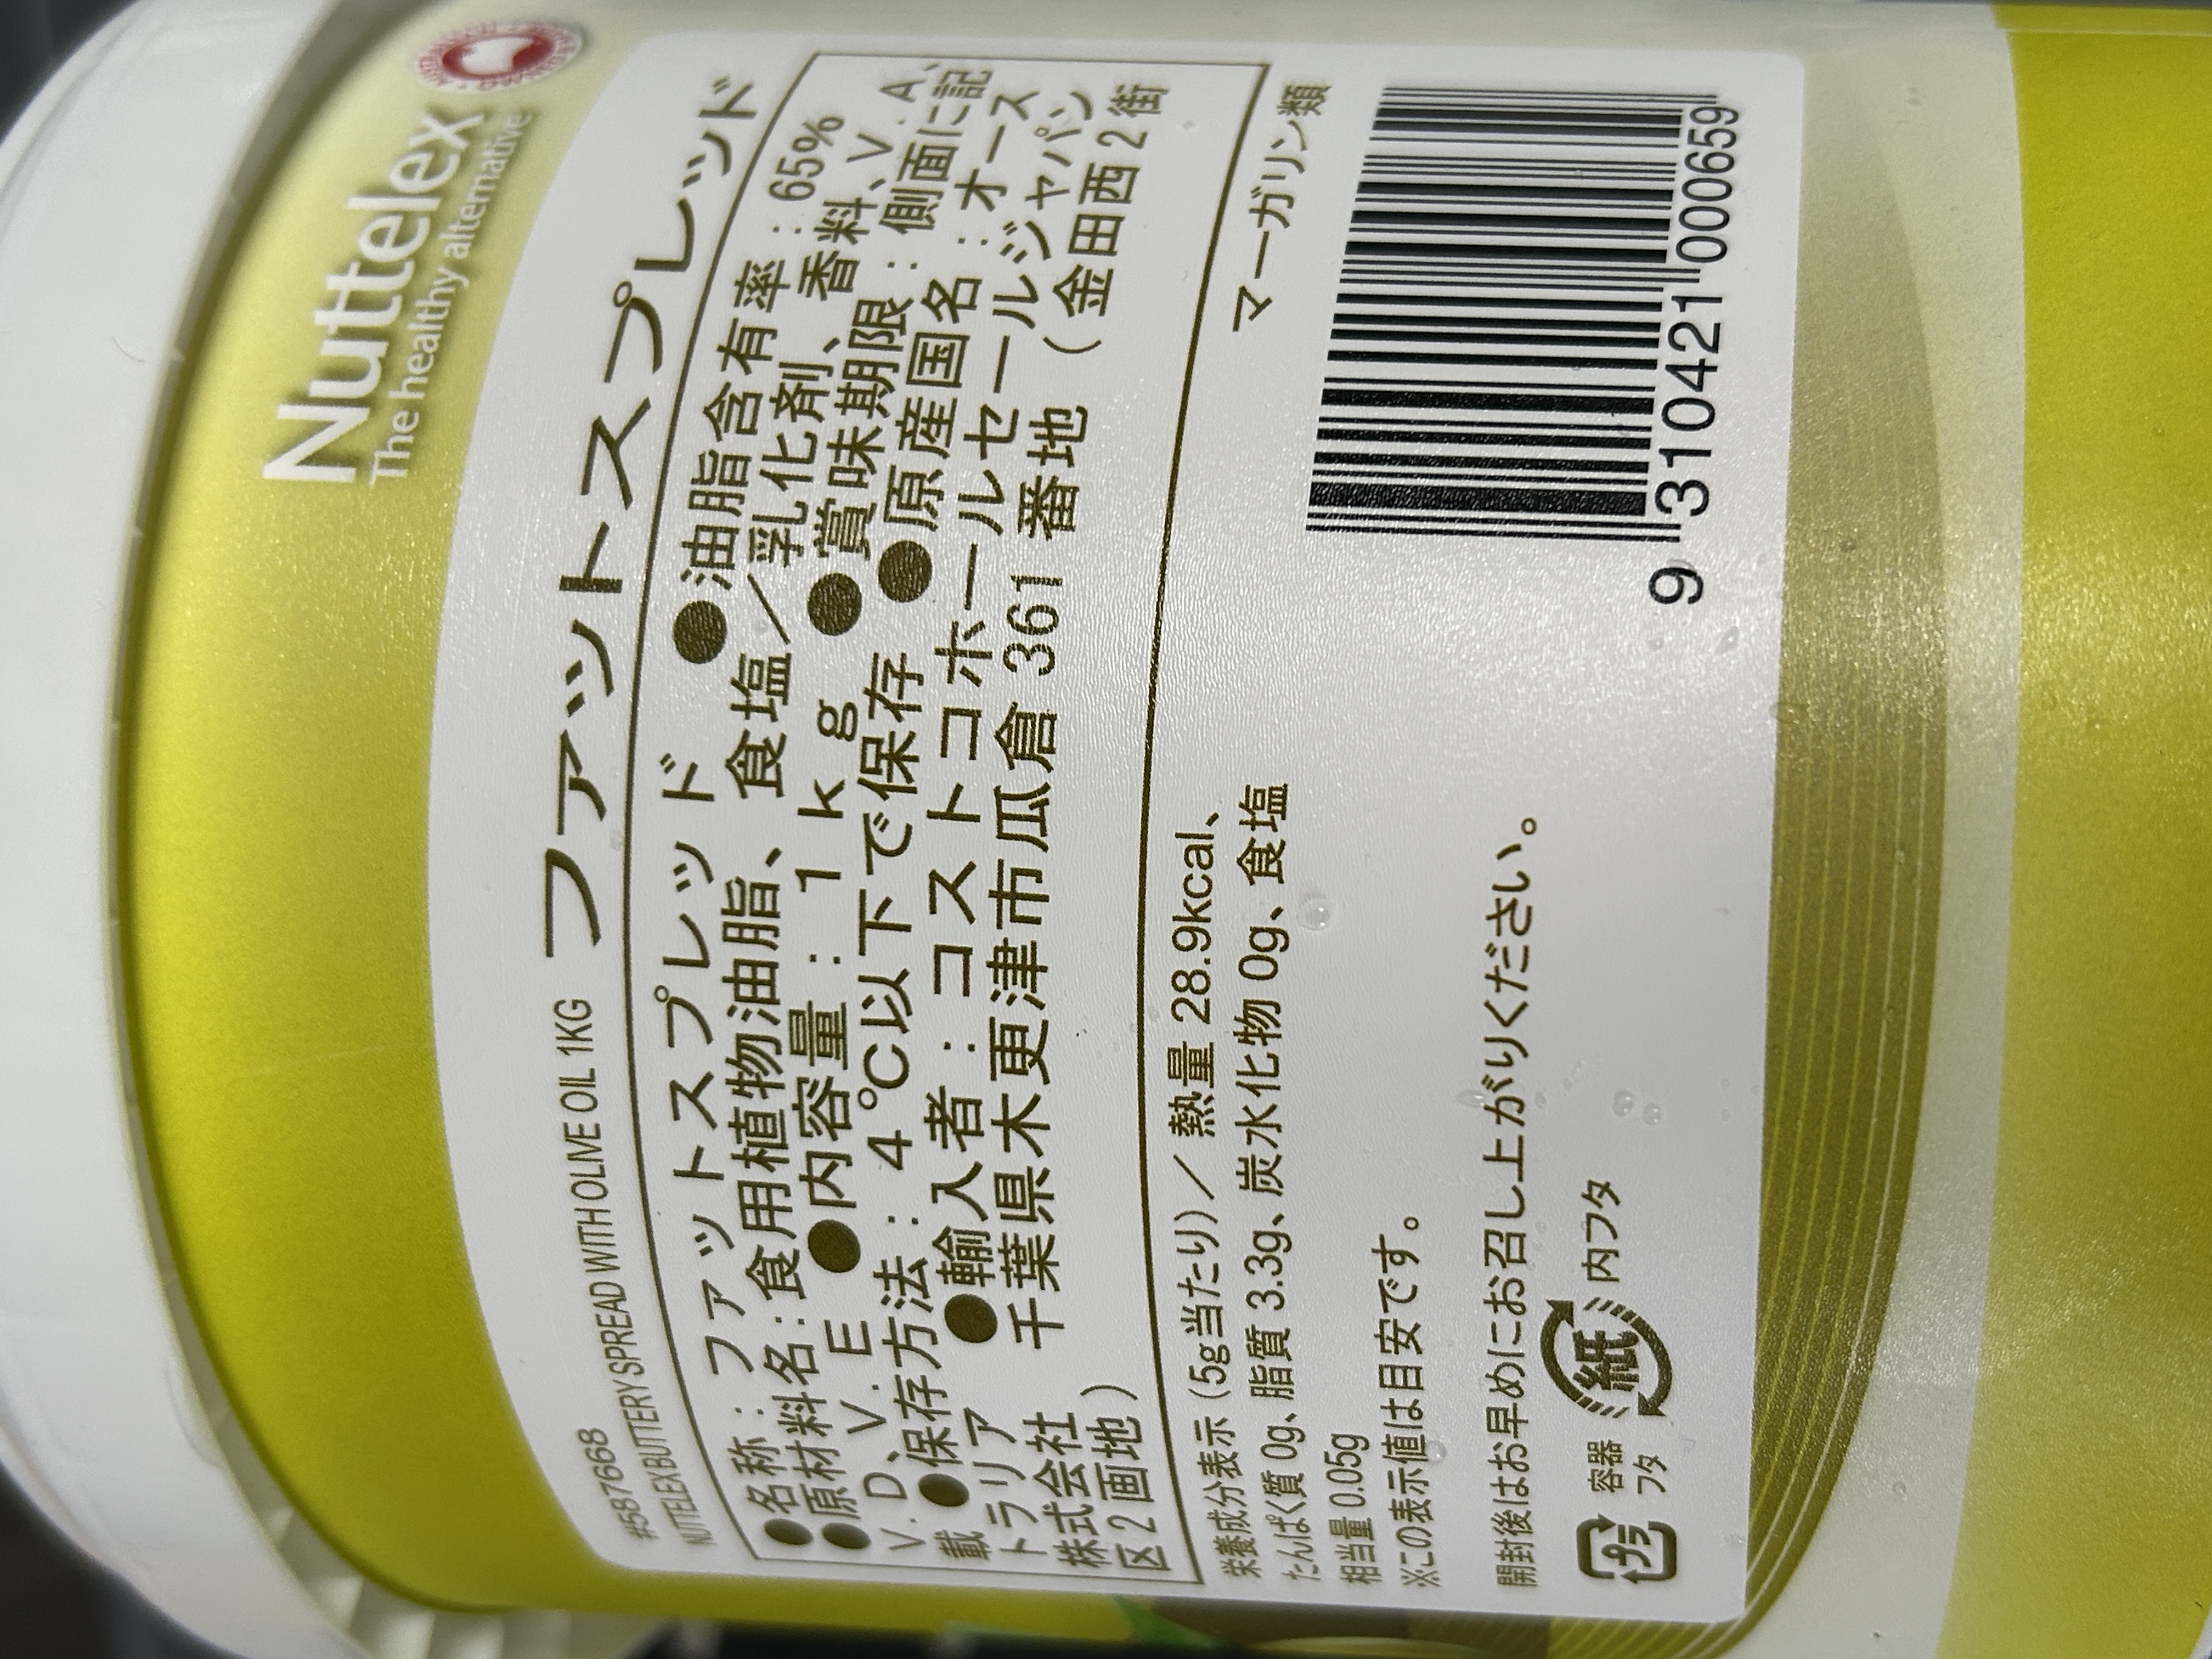 Nuttelex
The healthy alternative
#587668
NUTTELEX BUTTERY SPREAD WITH OLIVE OIL 1KG ファットスプレッド
●名称：ファットスプレッド ●油脂含有率：65%
●原材料名：食用植物油脂、食塩／乳化剤、香料、V．A、
V．D、V．E ●内容量：１ｋｇ ●賞味期限：側面に記
載 ●保存方法：４℃以下で保存 ●原産国名：オース
トラリア ●輸入者：コストコホールセールジャパン
株式会社 千葉県木更津市瓜倉 361 番地（金田西２街
区２画地）
栄養成分表示（5g当たり）／ 熱量 28.9kcal、
たんぱく質 0g、脂質 3.3g、炭水化物 0g、食塩
相当量 0.05g
※この表示値は目安です。
マーガリン類
開封後はお早めにお召し上がりください。
プラ 容器 フタ 紙 内フタ
9 310421 000659